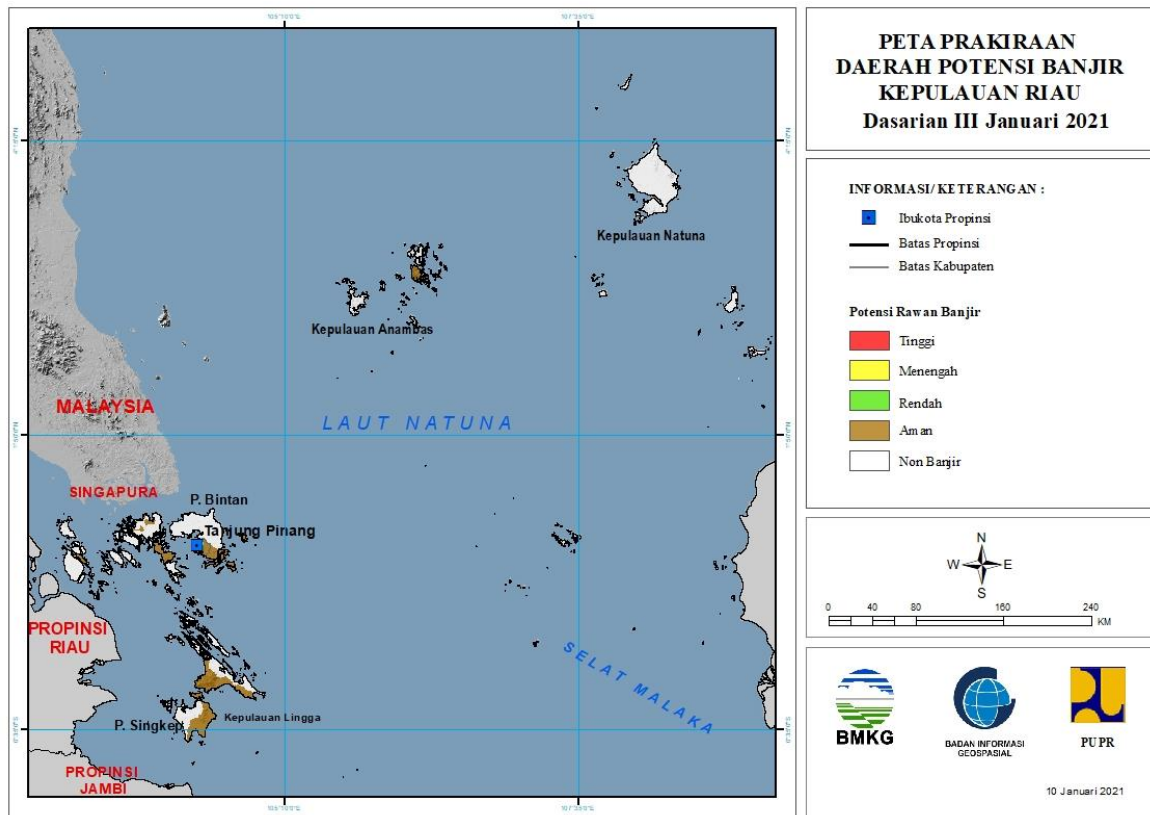 PETA PRAKIRAAN
DAERAH POTENSI BANJIR
KEPULAUAN RIAU
Dasarian III Januari 2021
INFORMASI/ KETERANGAN :
Ibukota Propinsi
Batas Propinsi
Batas Kabupaten
Potensi Rawan Banjir
Tinggi
Menengah
Rendah
Aman
Non Banjir
N
W E
S
0 40 80 160 240
KM
BMKG
BADAN INFORMASI
GEOSPASIAL
PUPR
10 Januari 2021
Kepulauan Natuna
Kepulauan Anambas
MALAYSIA
LAUT NATUNA
SINGAPURA
P. Bintan
Tanjung Pinang
PROPINSI
RIAU
SELAT MALAKA
P. Singkep
Kepulauan Lingga
PROPINSI
JAMBI